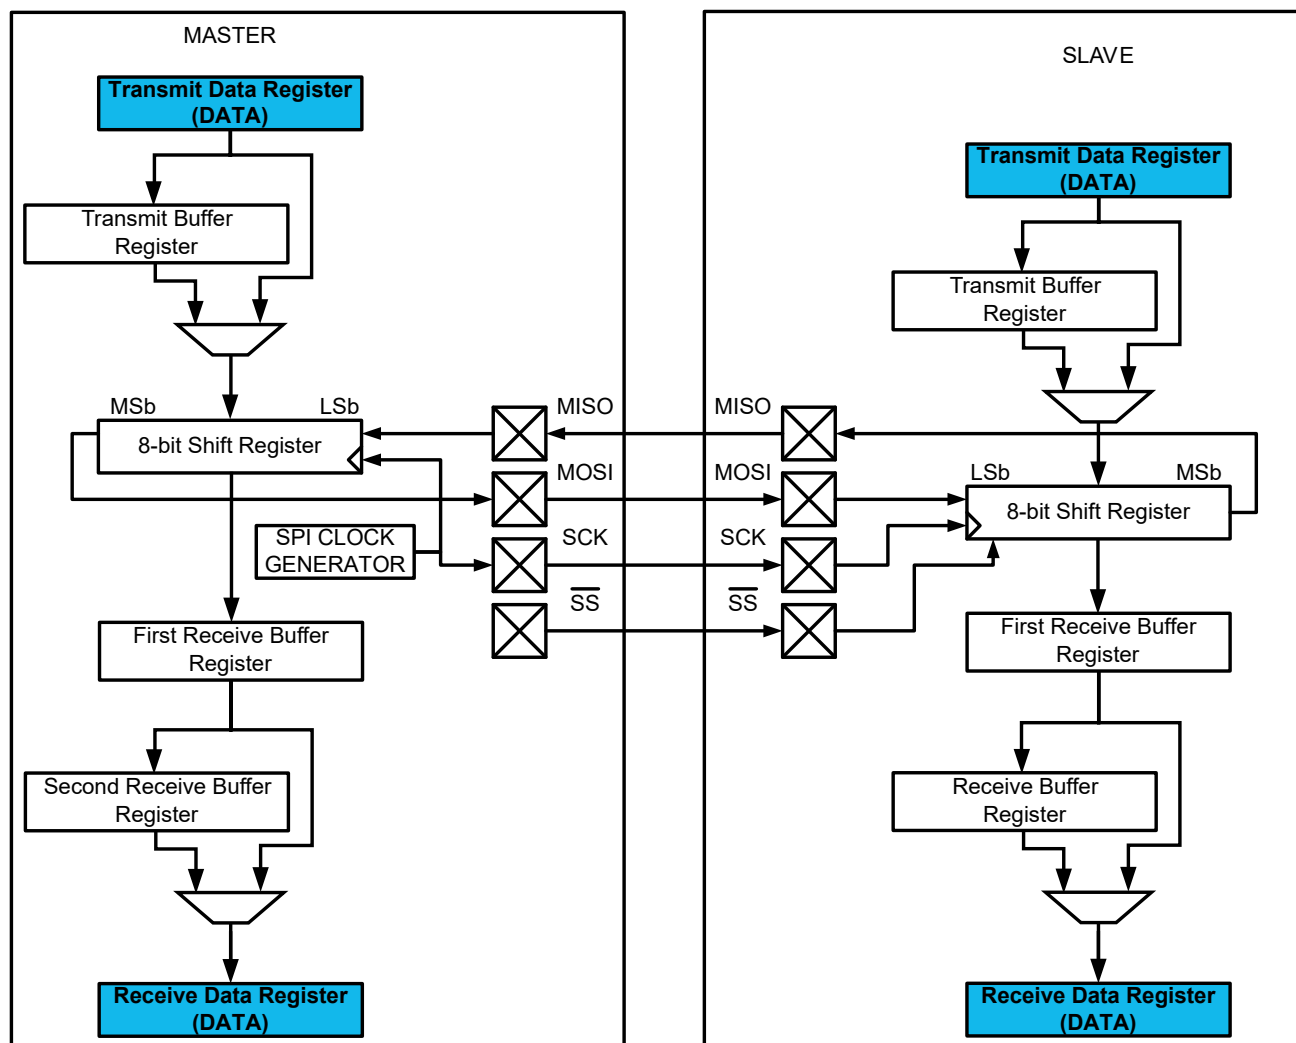 MASTER
Transmit Data Register
(DATA)
Transmit Buffer
Register
MSb
LSb
8-bit Shift Register
SPI CLOCK
GENERATOR
First Receive Buffer
Register
Second Receive Buffer
Register
Receive Data Register
(DATA)
MISO
MOSI
SCK
SS
SLAVE
Transmit Data Register
(DATA)
Transmit Buffer
Register
MISO
MOSI
SCK
SS
LSb
MSb
8-bit Shift Register
First Receive Buffer
Register
Receive Buffer
Register
Receive Data Register
(DATA)